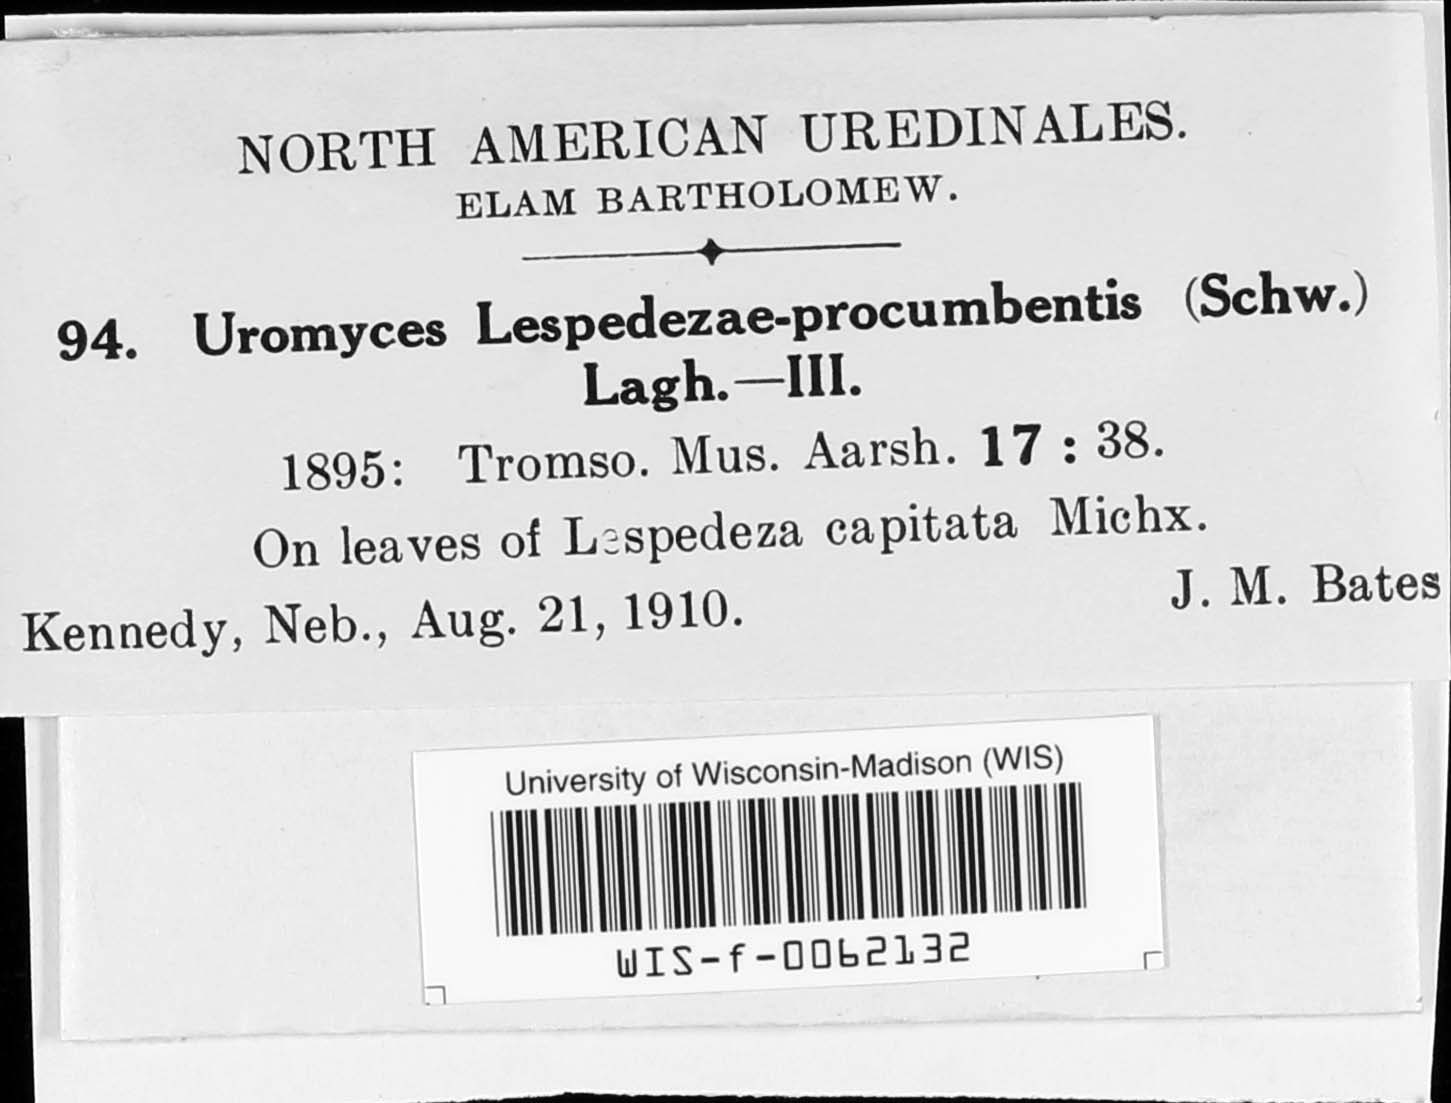 NORTH AMERICAN UREDINALES.
ELAM BARTHOLOMEW.
94. Uromyces Lespedezae-procumbentis (Schw.)
Lagh.—III.
1895: Tromso. Mus. Aarsh. 17 : 38.
On leaves of Lespedeza capitata Michx.
Kennedy, Neb., Aug. 21, 1910. J. M. Bates
University of Wisconsin-Madison (WIS)
WIS-f-0062132